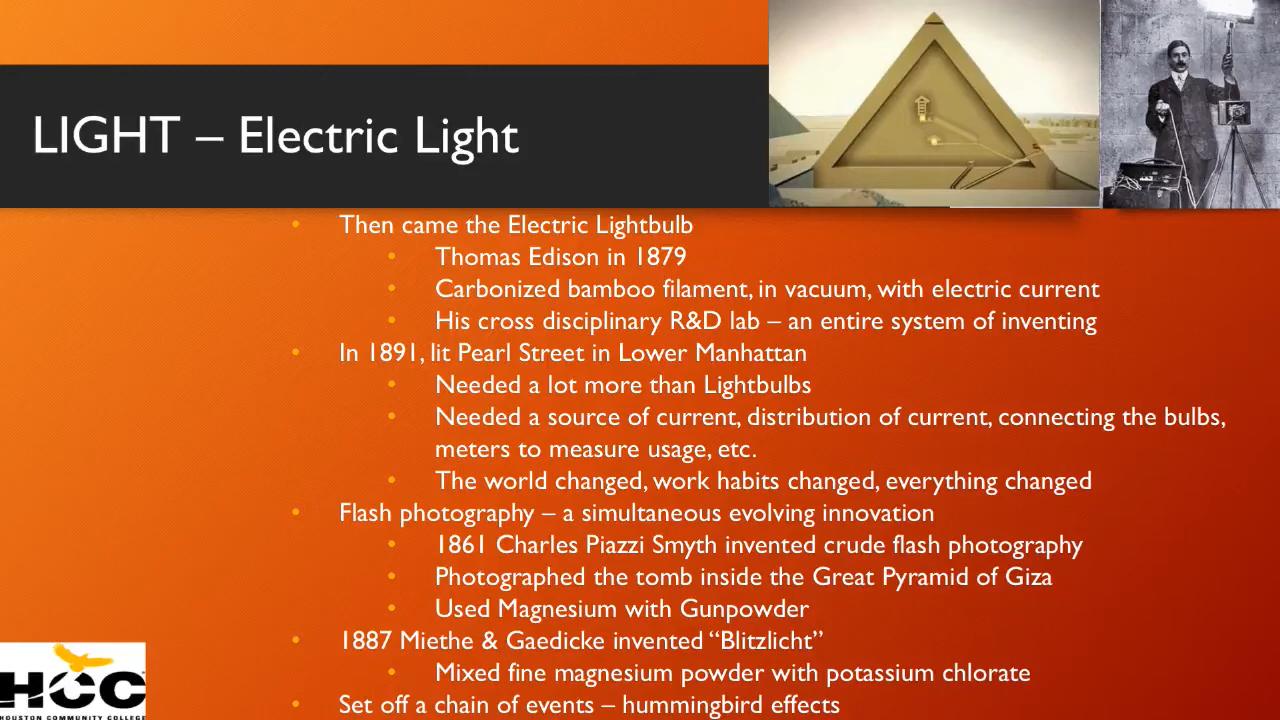 LIGHT – Electric Light
• Then came the Electric Lightbulb
• Thomas Edison in 1879
• Carbonized bamboo filament, in vacuum, with electric current
• His cross disciplinary R&D lab – an entire system of inventing
• In 1891, lit Pearl Street in Lower Manhattan
• Needed a lot more than Lightbulbs
• Needed a source of current, distribution of current, connecting the bulbs,
meters to measure usage, etc.
• The world changed, work habits changed, everything changed
• Flash photography – a simultaneous evolving innovation
• 1861 Charles Piazzi Smyth invented crude flash photography
• Photographed the tomb inside the Great Pyramid of Giza
• Used Magnesium with Gunpowder
• 1887 Miethe & Gaedicke invented “Blitzlicht”
• Mixed fine magnesium powder with potassium chlorate
• Set off a chain of events – hummingbird effects
HCC
HOUSTON COMMUNITY COLLEGE